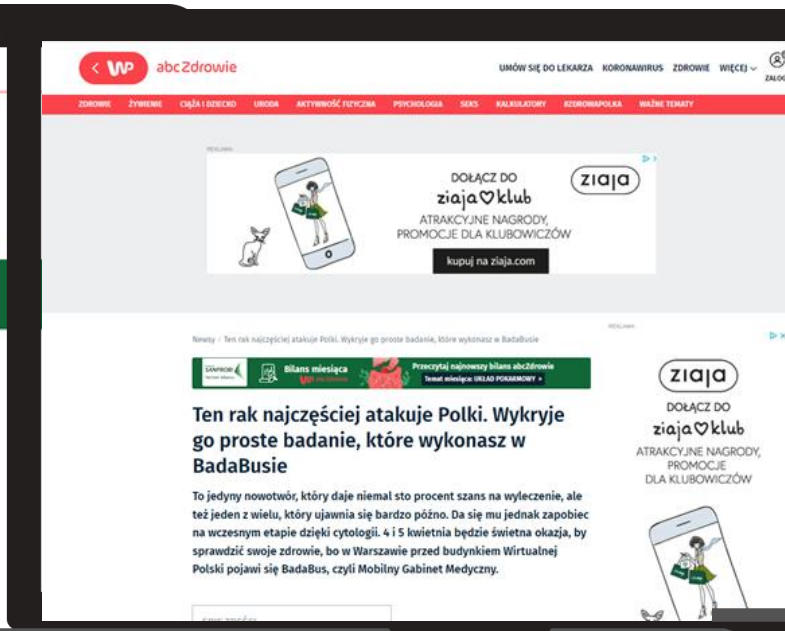 WP abcZdrowie
UMÓW SIĘ DO LEKARZA KORONAWIRUS ZDROWIE WIĘCEJ
ZDROWIE ŻYWIENIE CIĄŻA I DZIECKO URODA AKTYWNOŚĆ FIZYCZNA PSYCHOLOGIA SEKS KALKULATORY #ZDROWAPOLKA WAŻNE TEMATY
REKLAMA
DOŁĄCZ DO
ziaja klub
ATRAKCYJNE NAGRODY,
PROMOCJE DLA KLUBOWICZÓW
kupuj na ziaja.com
ziaja
REKLAMA
Newsy / Ten rak najczęściej atakuje Polki. Wykryje go proste badanie, które wykonasz w BadaBusie
Bilans miesiąca
Przeczytaj najnowszy bilans abcZdrowie
Temat miesiąca: UKŁAD POKARMOWY
Ten rak najczęściej atakuje Polki. Wykryje
go proste badanie, które wykonasz w
BadaBusie
To jedyny nowotwór, który daje niemal sto procent szans na wyleczenie, ale
też jeden z wielu, który ujawnia się bardzo późno. Da się mu jednak zapobiec
na wczesnym etapie dzięki cytologii. 4 i 5 kwietnia będzie świetna okazja, by
sprawdzić swoje zdrowie, bo w Warszawie przed budynkiem Wirtualnej
Polski pojawi się BadaBus, czyli Mobilny Gabinet Medyczny.
ziaja
DOŁĄCZ DO
ziaja klub
ATRAKCYJNE NAGRODY,
PROMOCJE
DLA KLUBOWICZÓW